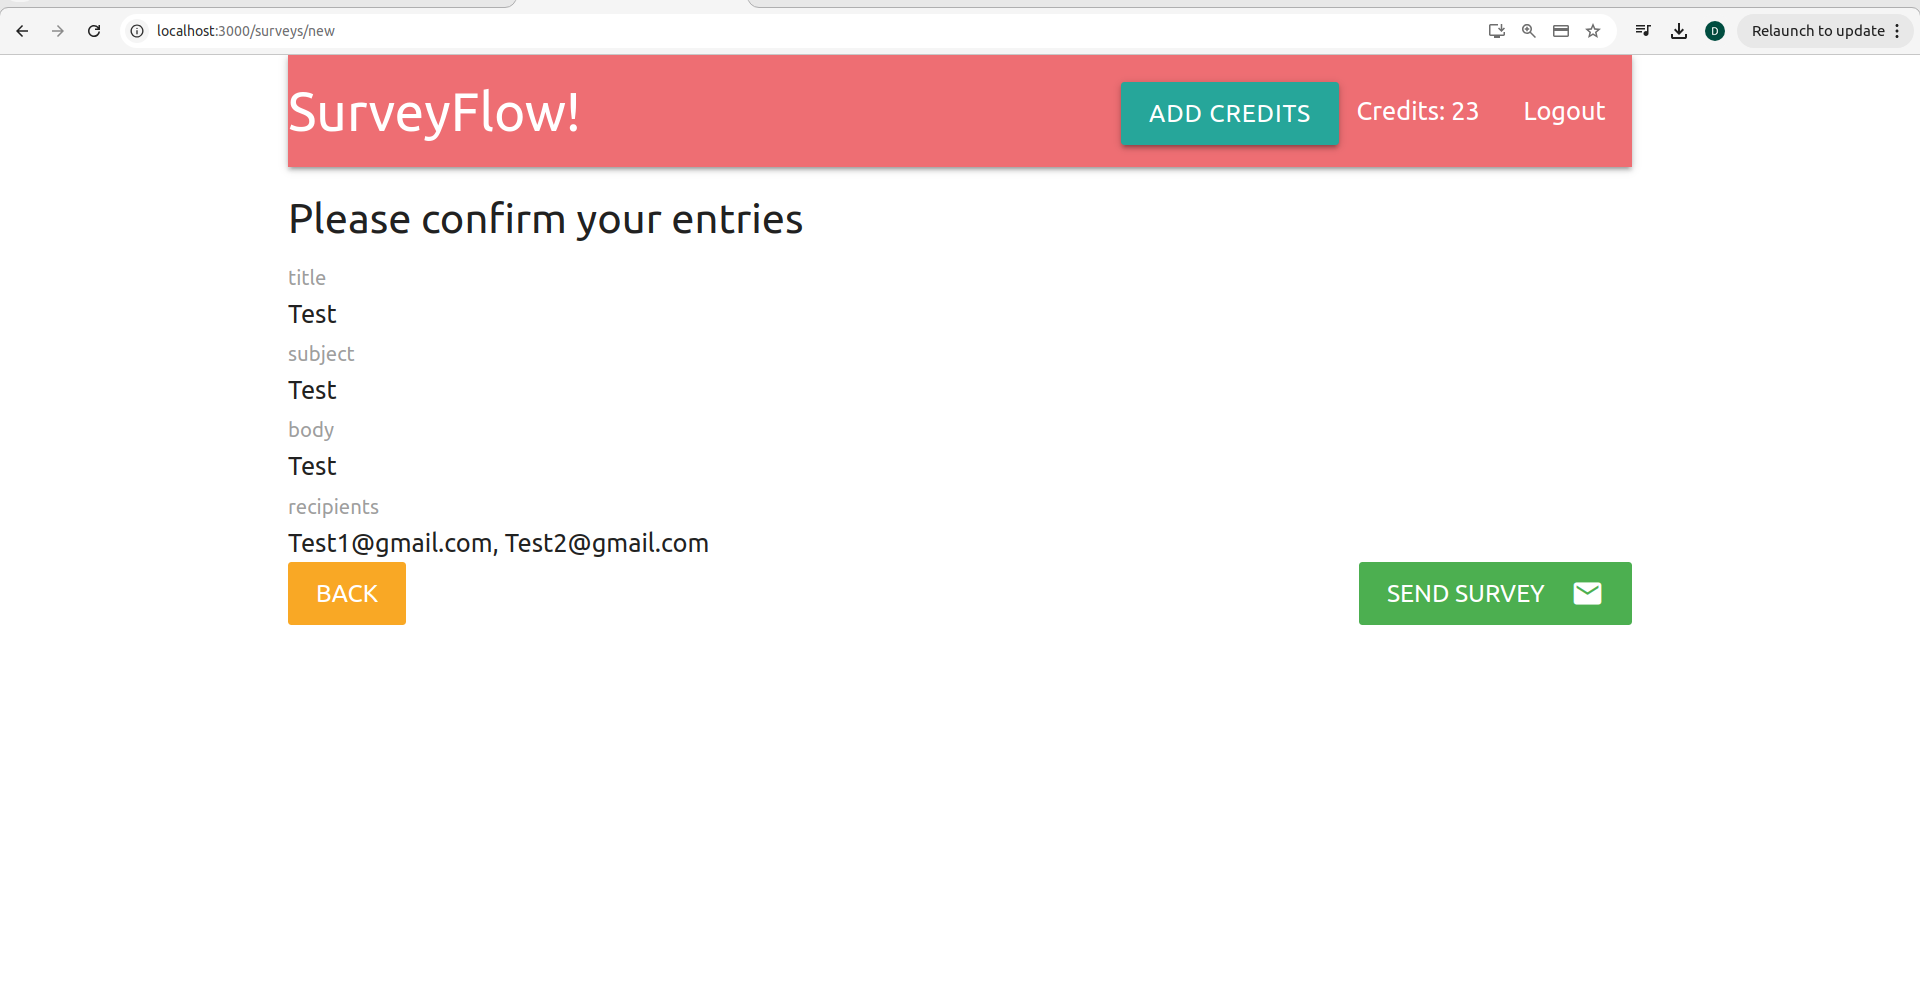 localhost:3000/surveys/new
D
Relaunch to update
SurveyFlow!
ADD CREDITS
Credits: 23
Logout
Please confirm your entries
title
Test
subject
Test
body
Test
recipients
Test1@gmail.com, Test2@gmail.com
BACK
SEND SURVEY